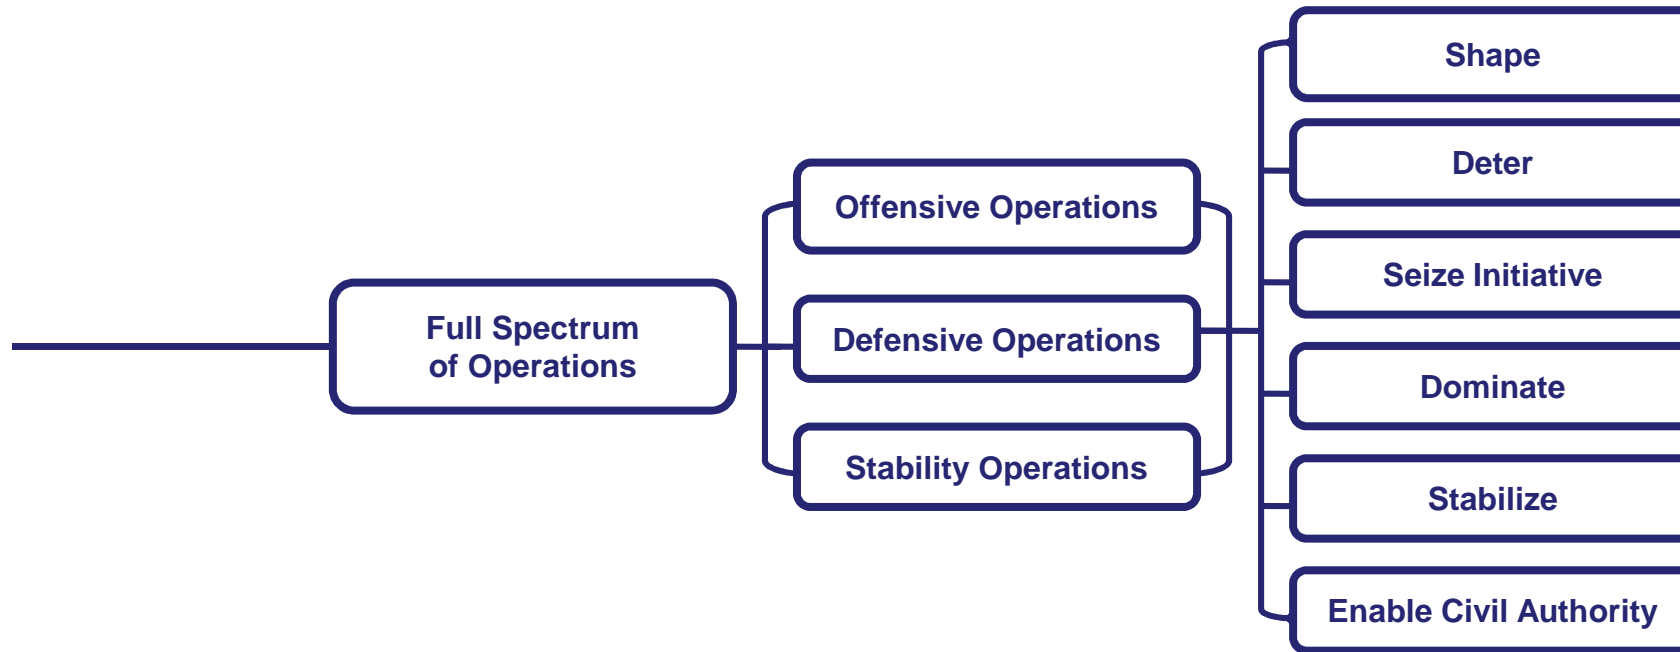 Full Spectrum
of Operations
Offensive Operations
Defensive Operations
Stability Operations
Shape
Deter
Seize Initiative
Dominate
Stabilize
Enable Civil Authority